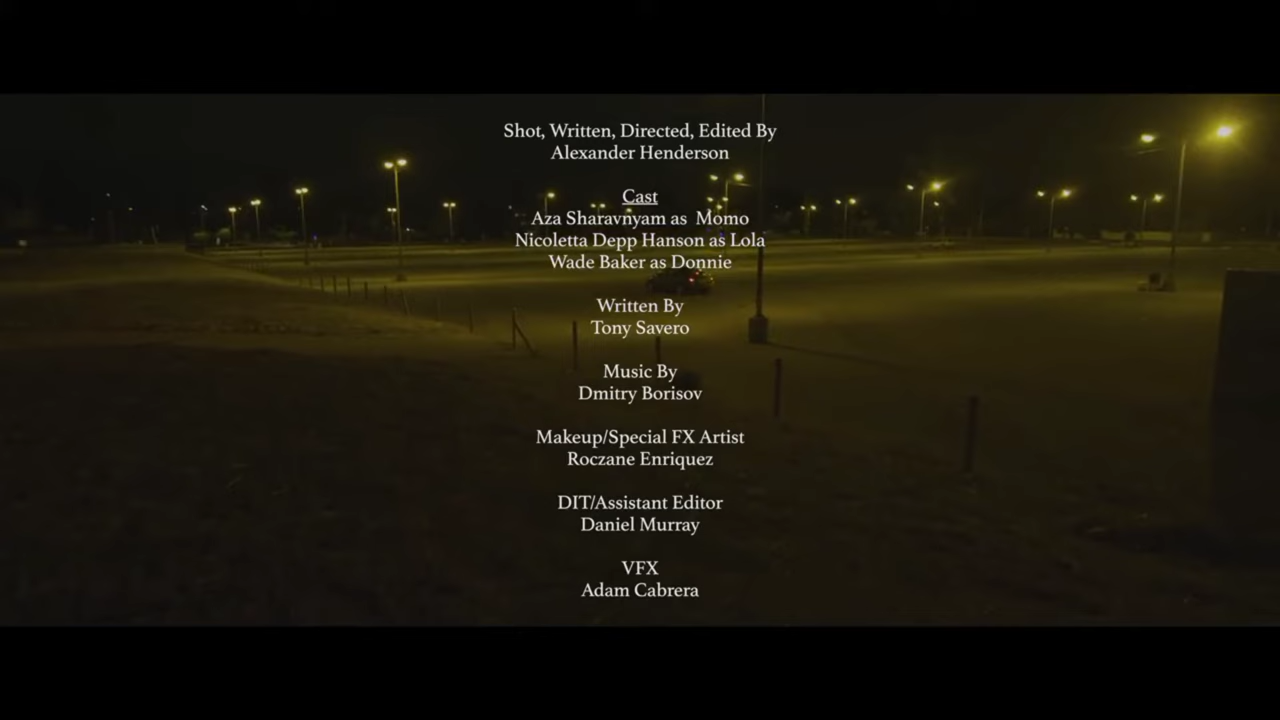 Shot, Written, Directed, Edited By
Alexander Henderson
Cast
Aza Sharavnyam as Momo
Nicoletta Depp Hanson as Lola
Wade Baker as Donnie
Written By
Tony Savero
Music By
Dmitry Borisov
Makeup/Special FX Artist
Roczane Enriquez
DIT/Assistant Editor
Daniel Murray
VFX
Adam Cabrera